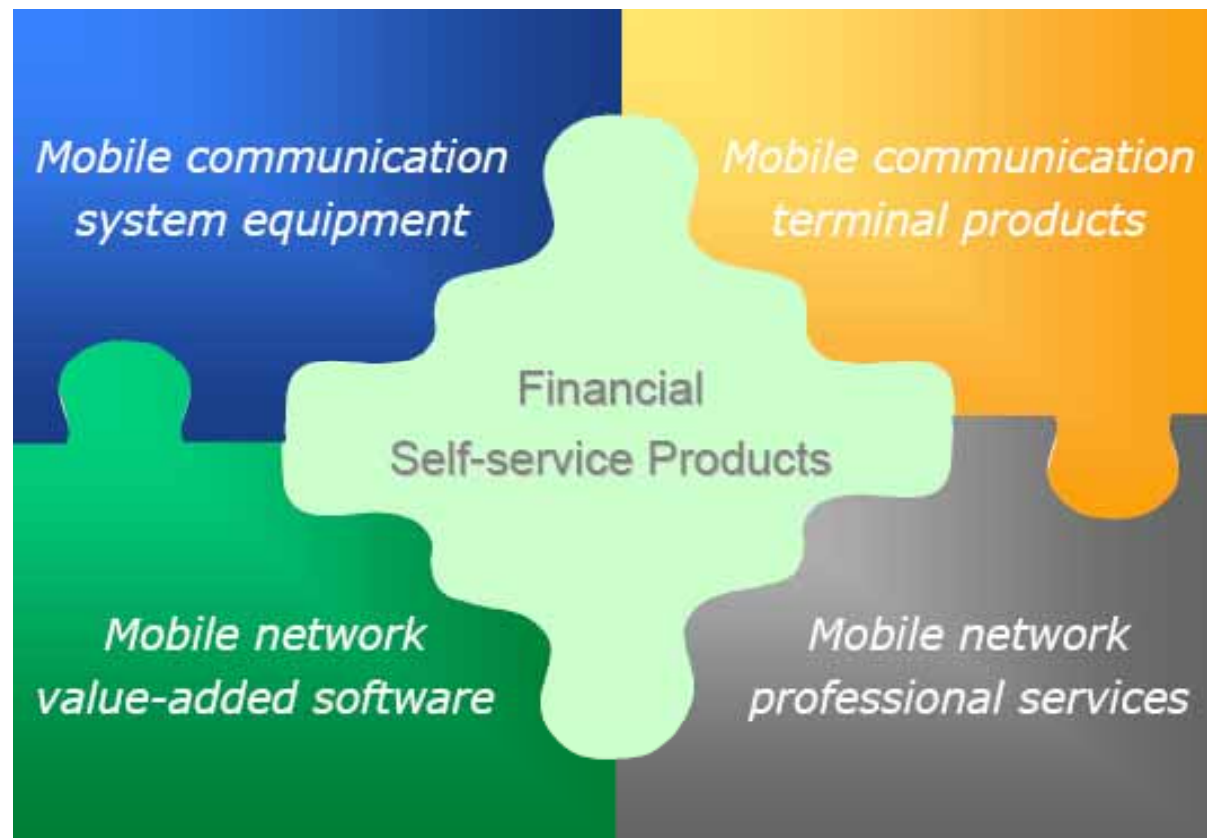 Mobile communication
system equipment
Mobile communication
terminal products
Financial
Self-service Products
Mobile network
value-added software
Mobile network
professional services